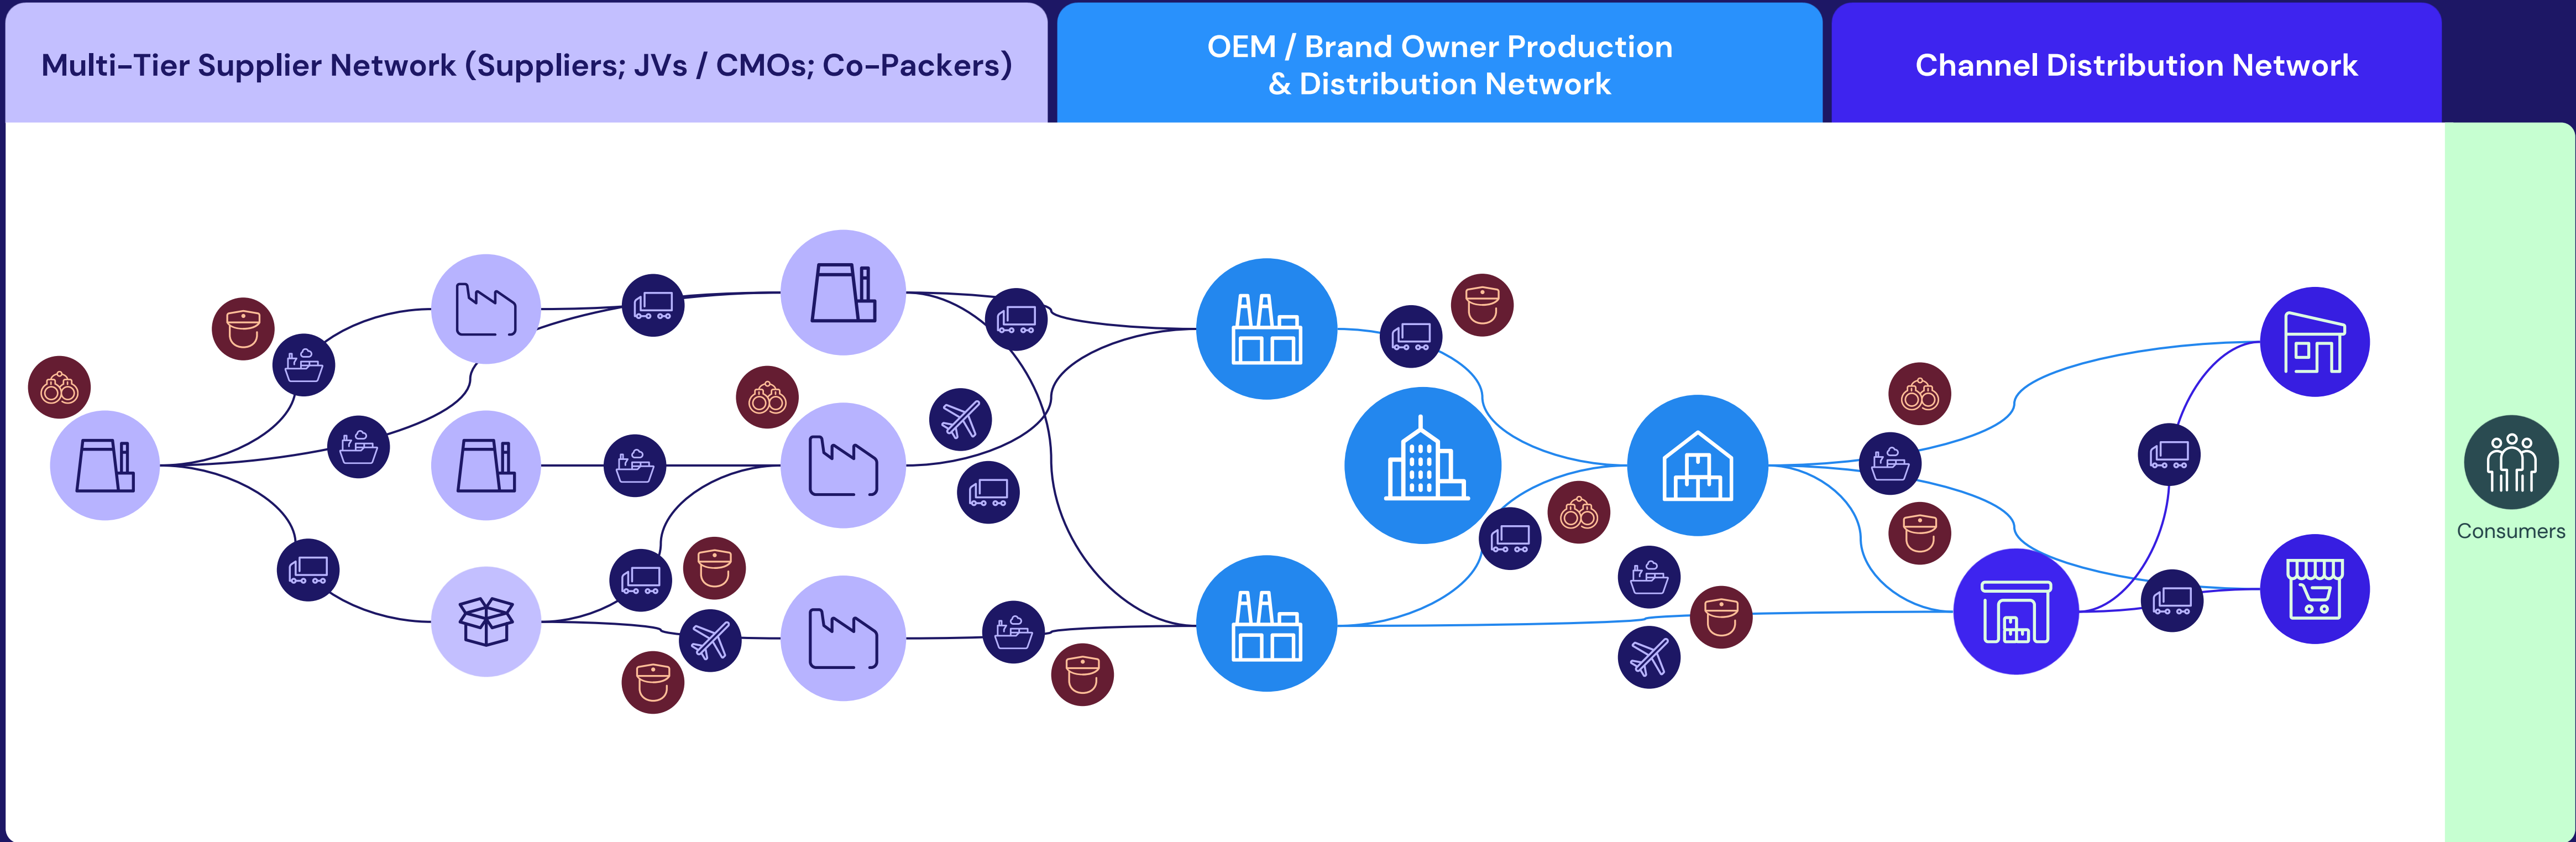 Multi-Tier Supplier Network (Suppliers; JVs / CMOs; Co-Packers)
OEM / Brand Owner Production
& Distribution Network
Channel Distribution Network
Consumers